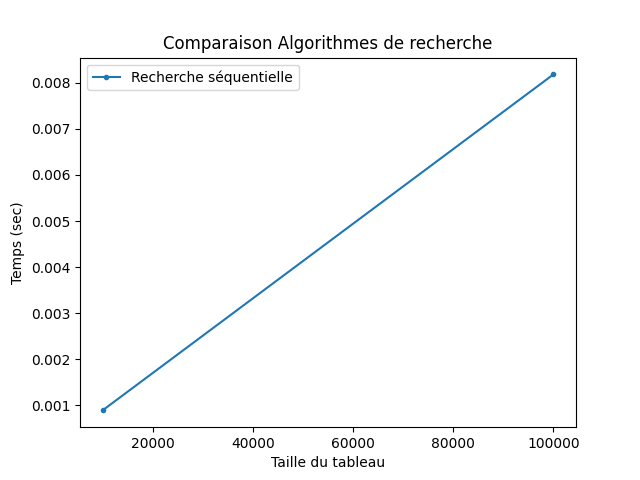 Comparaison Algorithmes de recherche
Recherche séquentielle
0.008
0.007
0.006
0.005
0.004
0.003
0.002
0.001
Temps (sec)
20000 40000 60000 80000 100000
Taille du tableau